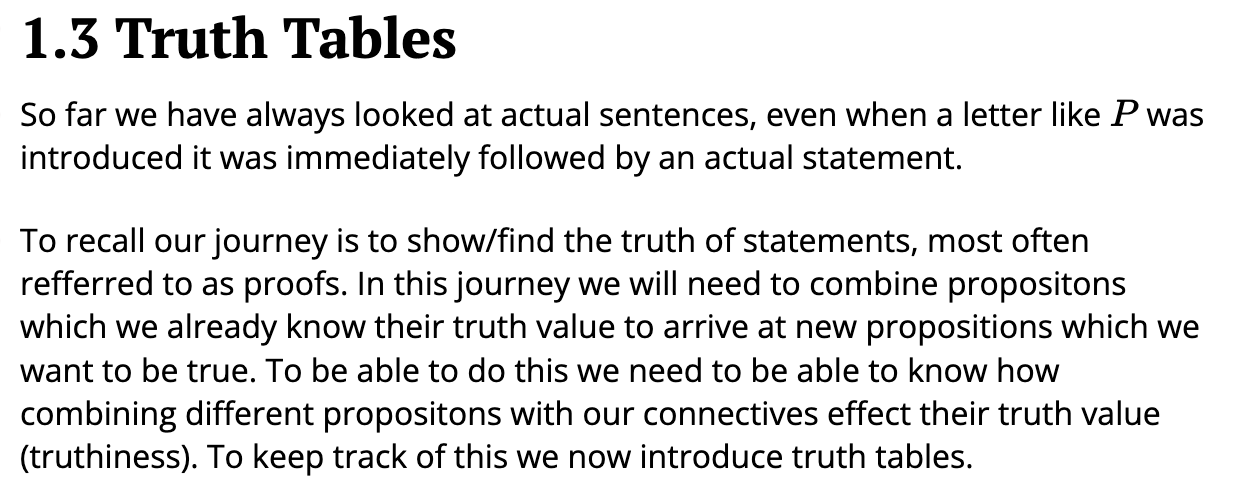 1.3 Truth Tables
So far we have always looked at actual sentences, even when a letter like P was
introduced it was immediately followed by an actual statement.
To recall our journey is to show/find the truth of statements, most often
refferred to as proofs. In this journey we will need to combine propositons
which we already know their truth value to arrive at new propositions which we
want to be true. To be able to do this we need to be able to know how
combining different propositons with our connectives effect their truth value
(truthiness). To keep track of this we now introduce truth tables.